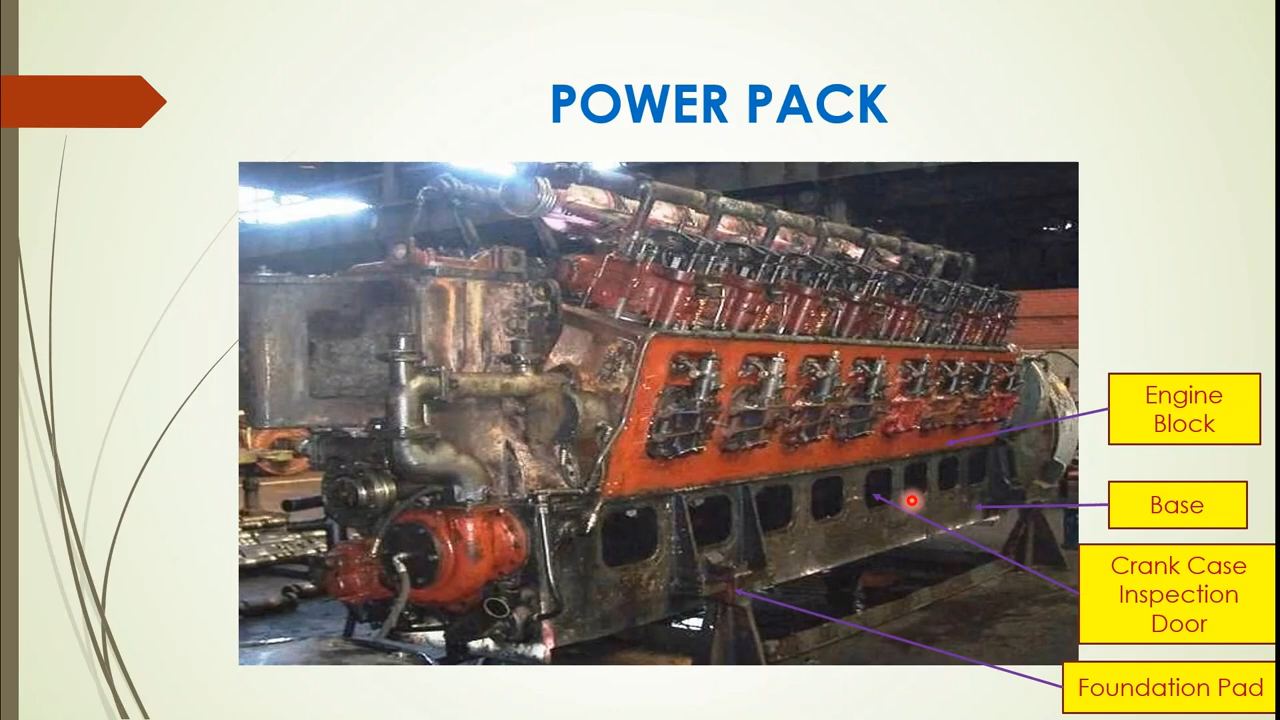 POWER PACK
Engine
Block
Base
Crank Case
Inspection
Door
Foundation Pad